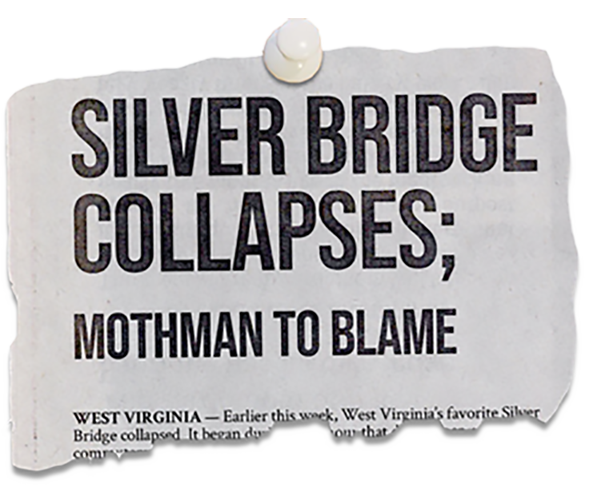 SILVER BRIDGE
COLLAPSES;
MOTHMAN TO BLAME
WEST VIRGINIA — Earlier this week, West Virginia's favorite Silver
Bridge collapsed. It began that